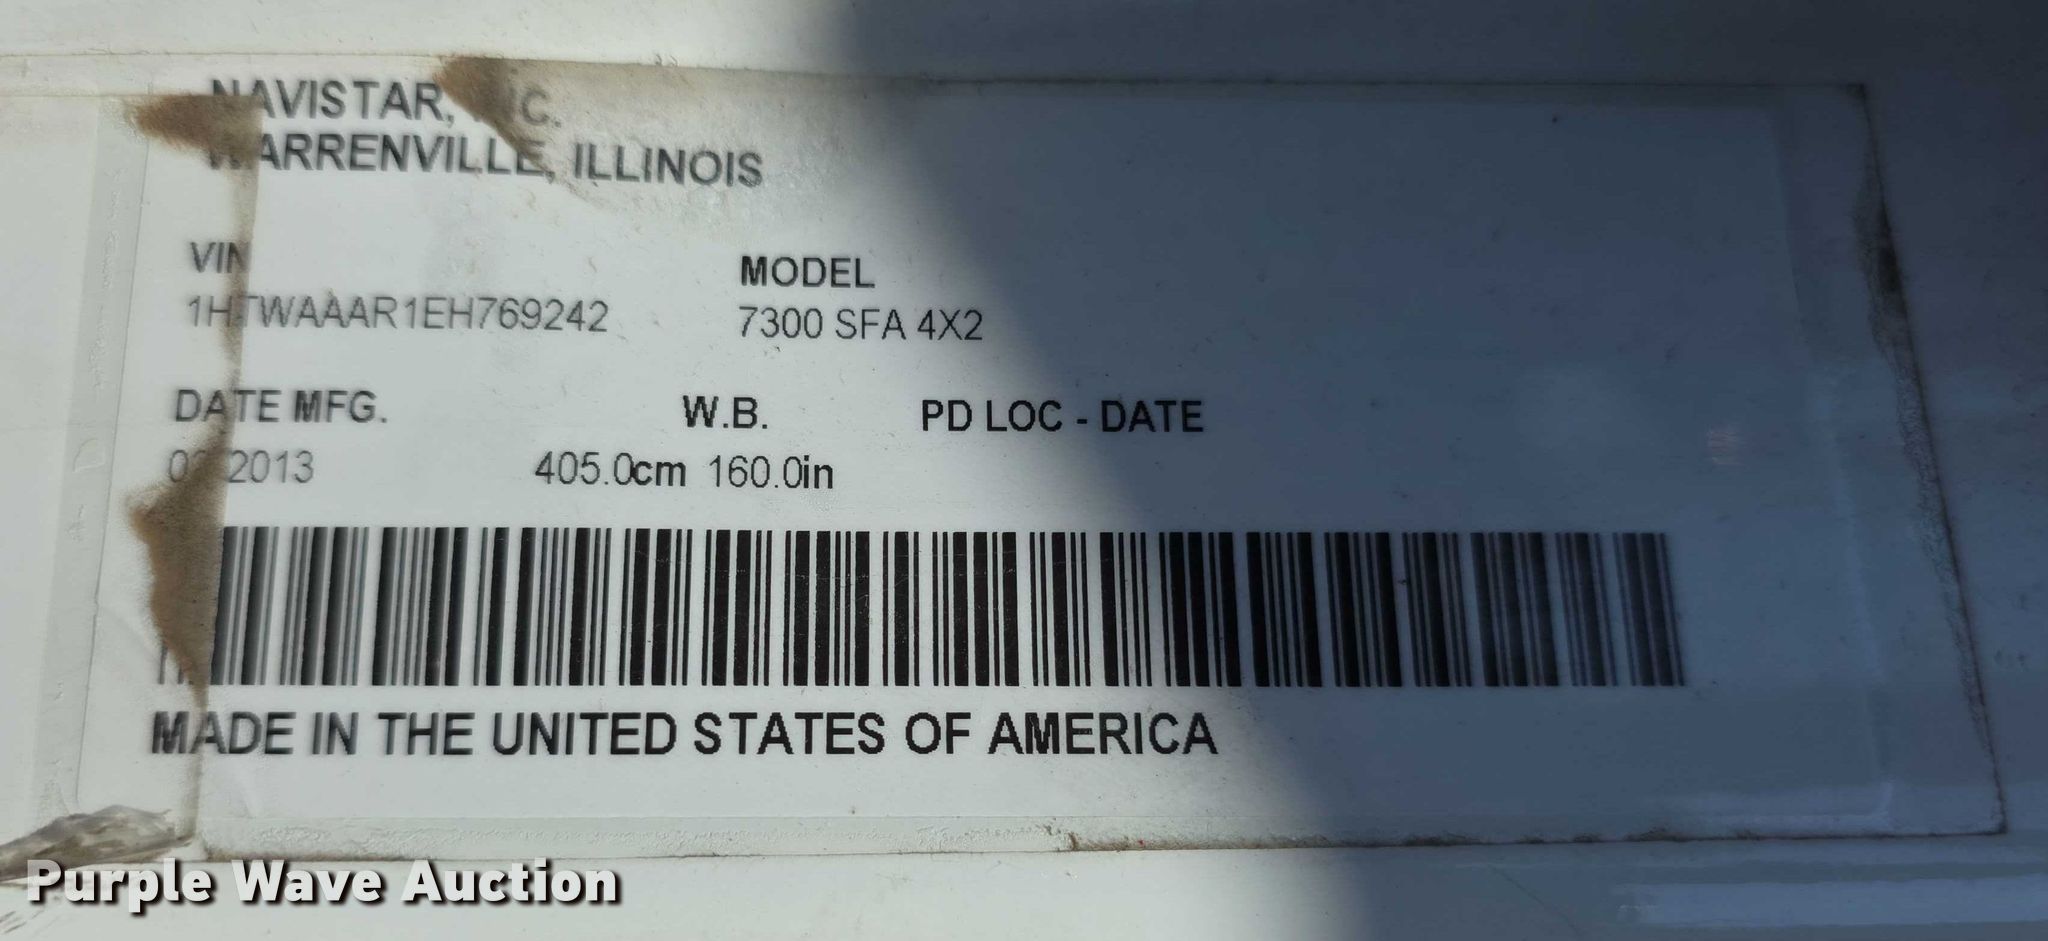 NAVISTAR, INC.
WARRENVILLE, ILLINOIS
VIN MODEL
1HTWAAAR1EH769242 7300 SFA 4X2
DATE MFG. W.B. PD LOC - DATE
2013 405.0cm 160.0in
MADE IN THE UNITED STATES OF AMERICA
Purple Wave Auction